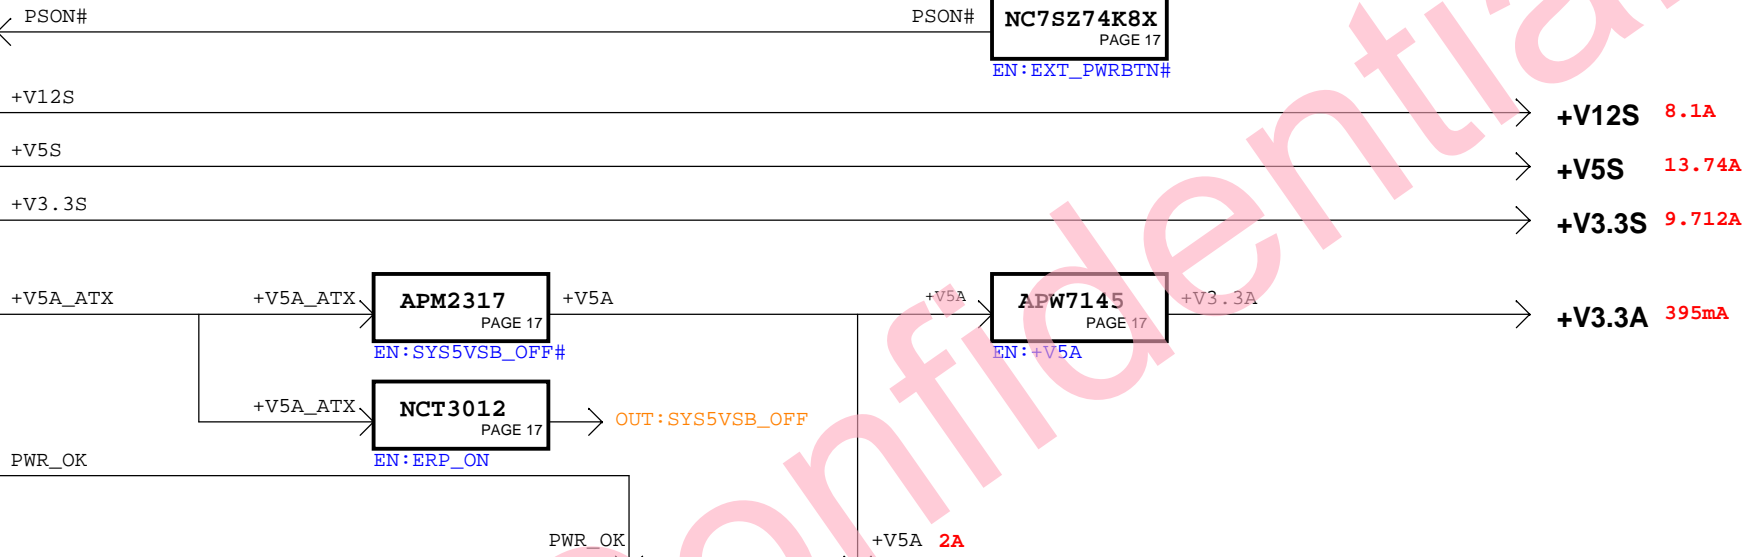 PSON#
PSON#
NC7SZ74K8X
PAGE 17
EN:EXT_PWRBTN#
+V12S
+V12S 8.1A
+V5S
+V5S 13.74A
+V3.3S
+V3.3S 9.712A
+V5A_ATX
+V5A_ATX
APM2317
PAGE 17
EN:SYS5VSB_OFF#
+V5A
+V5A
APW7145
PAGE 17
EN:+V5A
+V3.3A
+V3.3A 395mA
+V5A_ATX
NCT3012
PAGE 17
EN:ERP_ON
OUT:SYS5VSB_OFF
PWR_OK
PWR_OK
+V5A 2A
onfidential